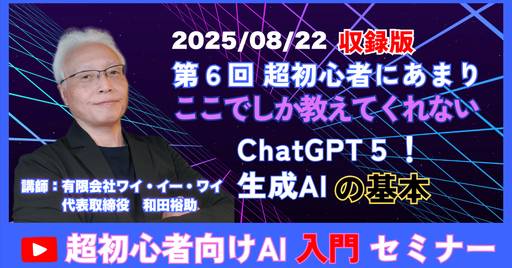 2025/08/22 収録版
第6回 超初心者にあまり
ここでしか教えてくれない
ChatGPT5！
生成AIの基本
講師：有限会社ワイ・イー・ワイ
代表取締役 和田裕助
超初心者向けAI 入門 セミナー